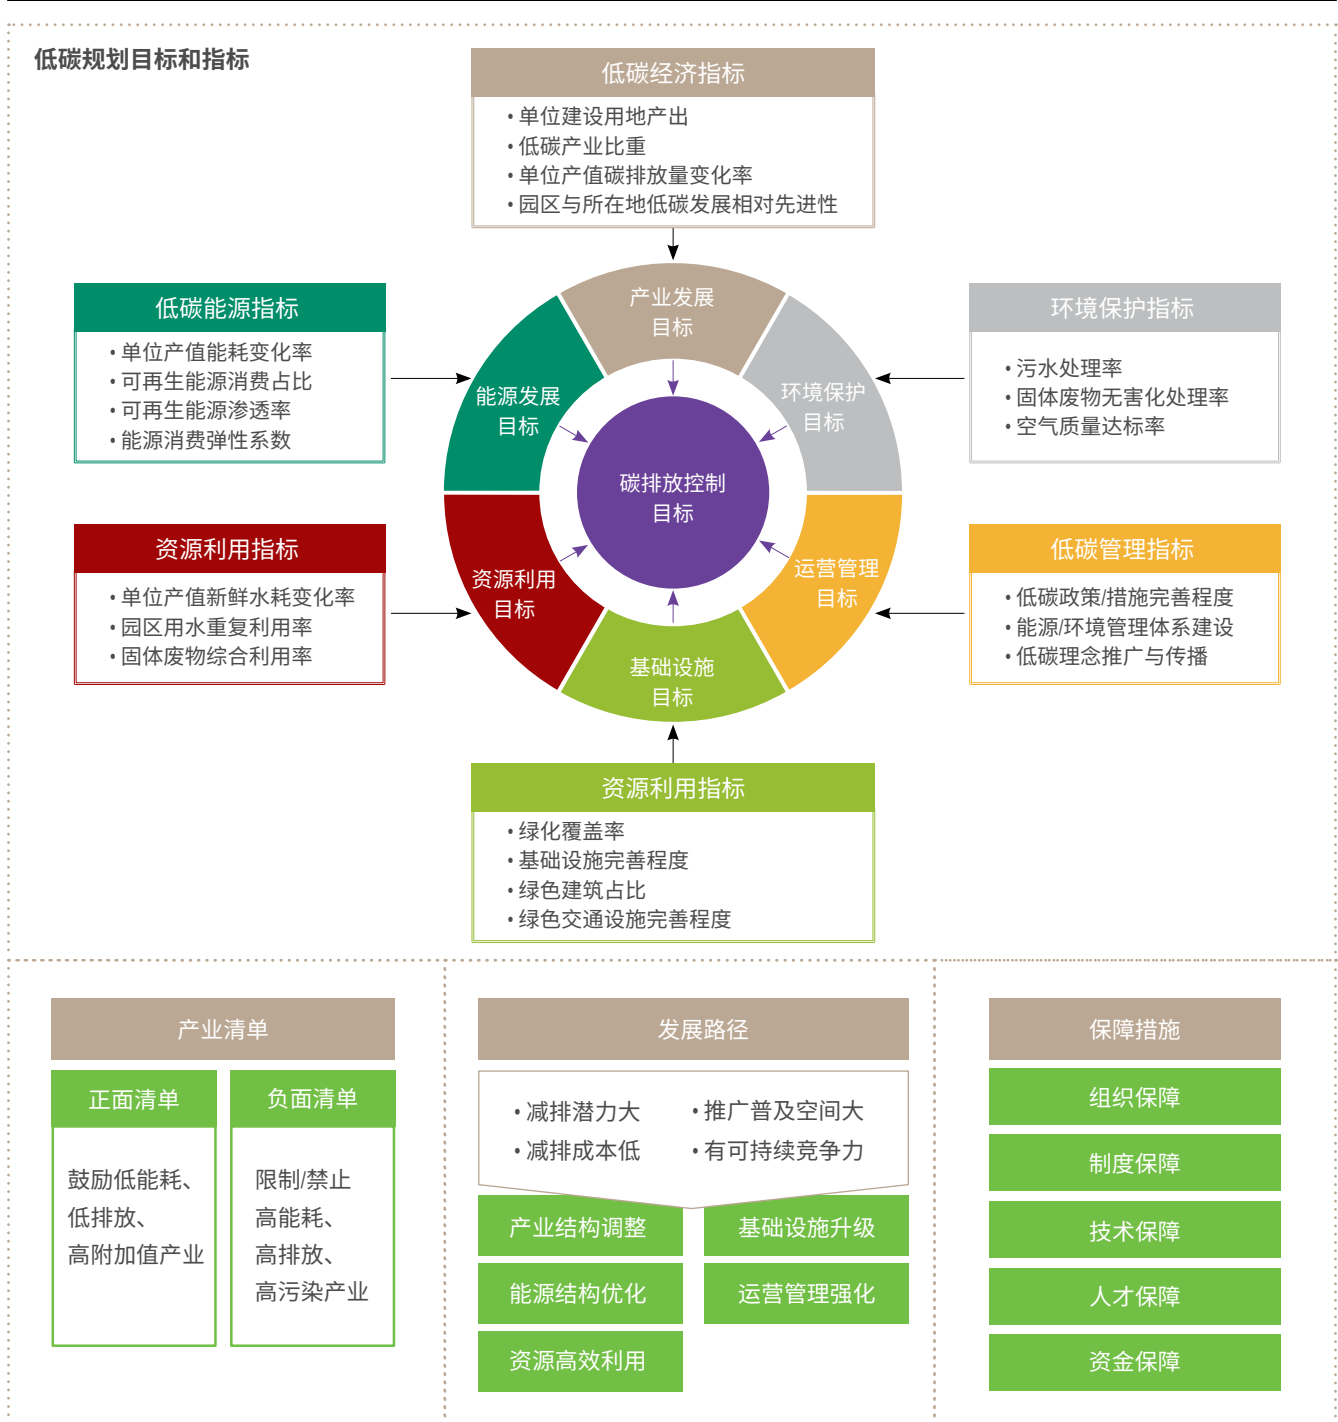 低碳规划目标和指标
低碳经济指标
• 单位建设用地产出
• 低碳产业比重
• 单位产值碳排放量变化率
• 园区与所在地低碳发展相对先进性
低碳能源指标
• 单位产值能耗变化率
• 可再生能源消费占比
• 可再生能源渗透率
• 能源消费弹性系数
资源利用指标
• 单位产值新鲜水耗变化率
• 园区用水重复利用率
• 固体废物综合利用率
产业发展
目标
能源发展
目标
环境保护
目标
碳排放控制
目标
资源利用
目标
运营管理
目标
基础设施
目标
环境保护指标
• 污水处理率
• 固体废物无害化处理率
• 空气质量达标率
低碳管理指标
• 低碳政策/措施完善程度
• 能源/环境管理体系建设
• 低碳理念推广与传播
资源利用指标
• 绿化覆盖率
• 基础设施完善程度
• 绿色建筑占比
• 绿色交通设施完善程度
产业清单
正面清单
鼓励低能耗、
低排放、
高附加值产业
负面清单
限制/禁止
高能耗、
高排放、
高污染产业
发展路径
• 减排潜力大
• 减排成本低
• 推广普及空间大
• 有可持续竞争力
产业结构调整
基础设施升级
能源结构优化
运营管理强化
资源高效利用
保障措施
组织保障
制度保障
技术保障
人才保障
资金保障